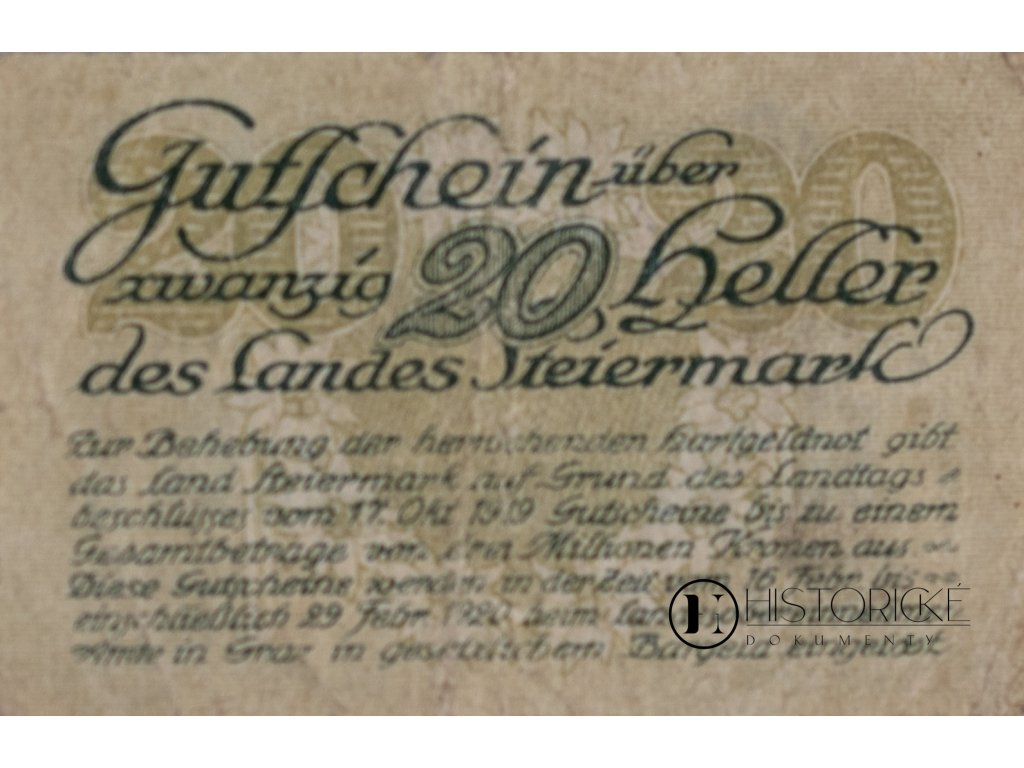 Gutschein über
zwanzig 20 Heller
des Landes Steiermark
Zur Behebung der herrschenden Hartgeldnot gibt
das Land Steiermark auf Grund des Landtags=
beschlusses vom 17. Okt 1919 Gutscheine bis zu einem
Gesamtbetrage von drei Millionen Kronen aus
Diese Gutscheine werden in der Zeit vom 16 Febr bis
einschließlich 29 Febr 1920 beim
Amte in Graz in gesetzlichem Bargeld eingelöst
20 20
HISTORICKÉ
DOKUMENTY